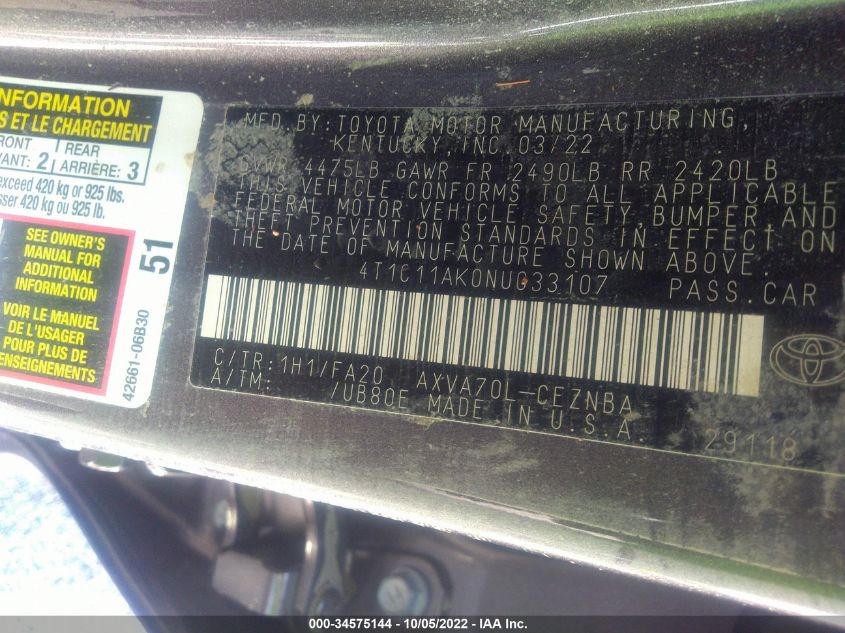 INFORMATION
S ET LE CHARGEMENT
FRONT
VANT: 2
REAR
ARRIÈRE: 3
exceed 420 kg or 925 lbs.
sser 420 kg ou 925 lb.
SEE OWNER'S
MANUAL FOR
ADDITIONAL
INFORMATION
VOIR LE MANUEL
DE L'USAGER
POUR PLUS DE
RENSEIGNEMENTS
51
42661-06B30
MFD. BY: TOYOTA MOTOR MANUFACTURING,
KENTUCKY, INC. 03/22
GVWR 4475LB GAWR FR 2490LB RR 2420LB
THIS VEHICLE CONFORMS TO ALL APPLICABLE
FEDERAL MOTOR VEHICLE SAFETY, BUMPER, AND
THEFT PREVENTION STANDARDS IN EFFECT ON
THE DATE OF MANUFACTURE SHOWN ABOVE.
4T1C11AK0NU633107 PASS.CAR
C/TR: 1H1/FA20 AXVA70L-CEZNBA
A/TM: /UB80E MADE IN U.S.A.
29118
000-34575144 - 10/05/2022 - IAA Inc.